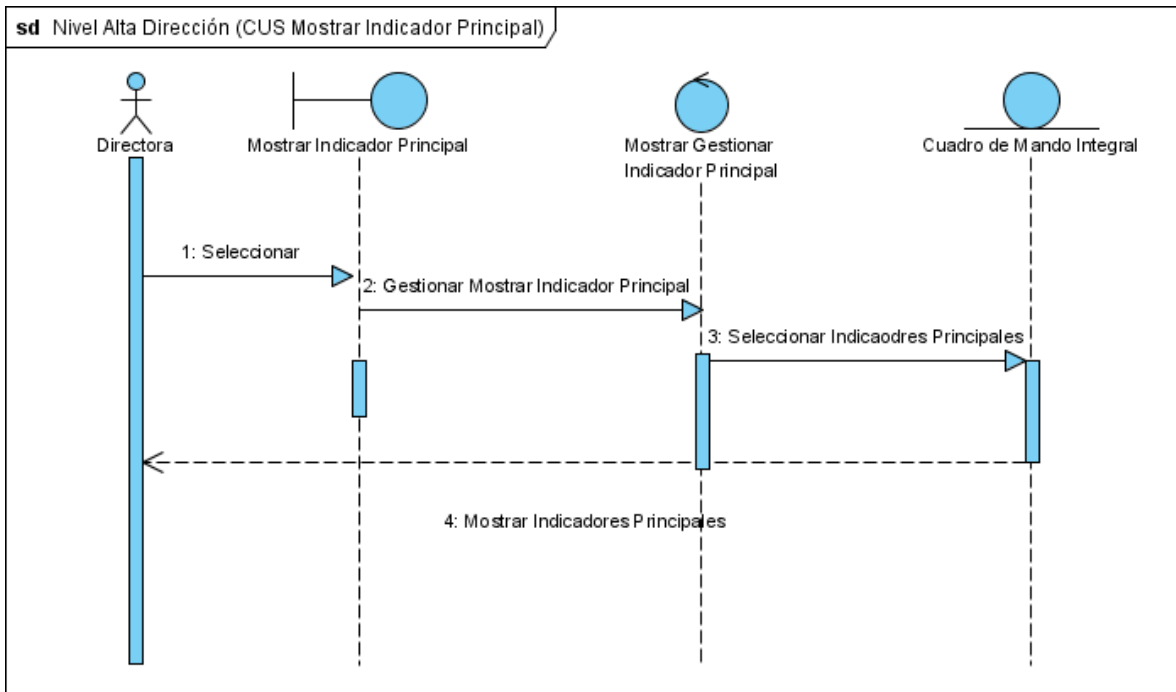 sd Nivel Alta Dirección (CUS Mostrar Indicador Principal)
Directora
Mostrar Indicador Principal
Mostrar Gestionar
Indicador Principal
Cuadro de Mando Integral
1: Seleccionar
2: Gestionar Mostrar Indicador Principal
3: Seleccionar Indicaodres Principales
4: Mostrar Indicadores Principales